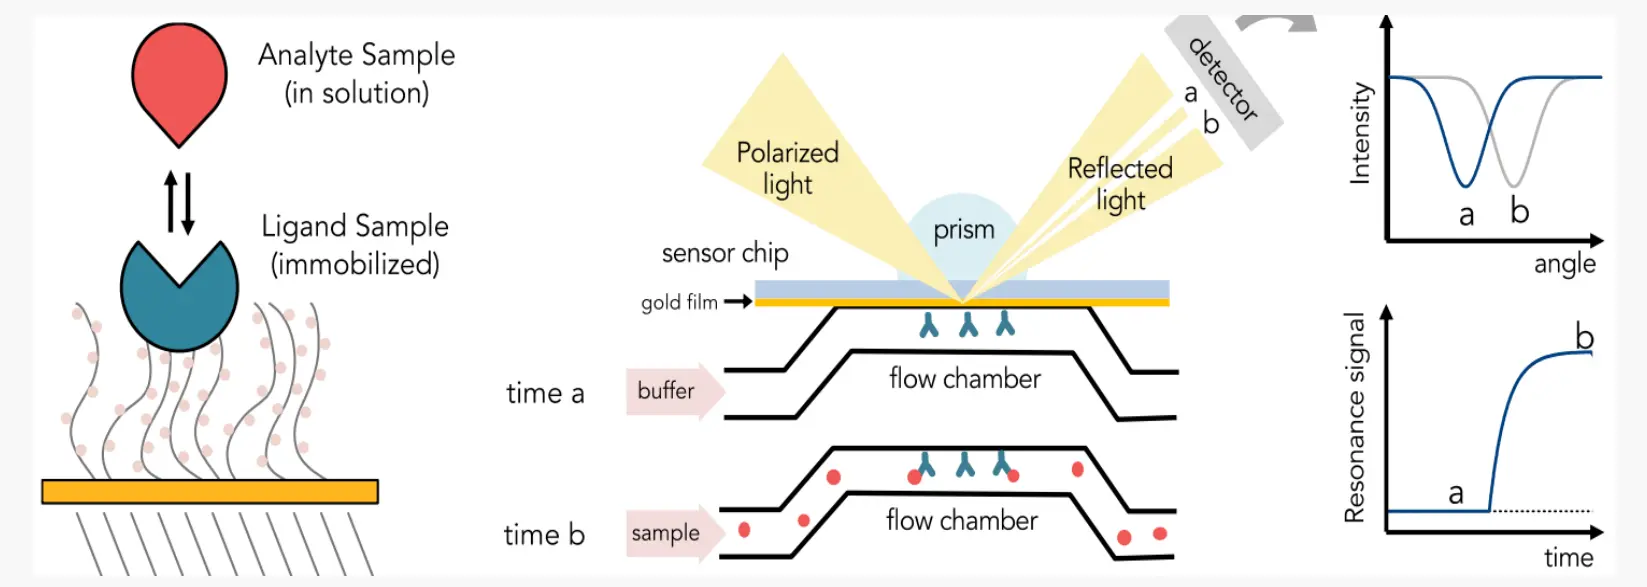 Analyte Sample
(in solution)
Ligand Sample
(immobilized)
Polarized
light
Reflected
light
a
b
detector
prism
sensor chip
gold film
time a
buffer
flow chamber
time b
sample
flow chamber
Intensity
a
b
angle
Resonance signal
a
b
time